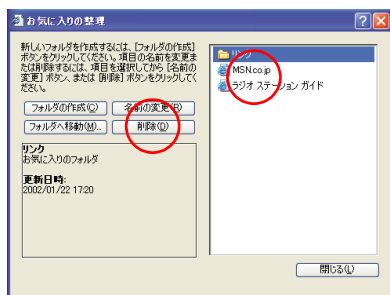 お気に入りの整理
新しいフォルダを作成するには、[フォルダの作成]
ボタンをクリックしてください。項目の名前を変更ま
たは削除するには、項目を選択してから [名前の
変更] ボタン、または [削除] ボタンをクリックしてく
ださい。
フォルダの作成(C)
名前の変更(R)
フォルダへ移動(M)...
削除(D)
リンク
お気に入りのフォルダ
更新日時:
2002/01/22 17:20
リンク
MSN.co.jp
ラジオ ステーション ガイド
閉じる(L)